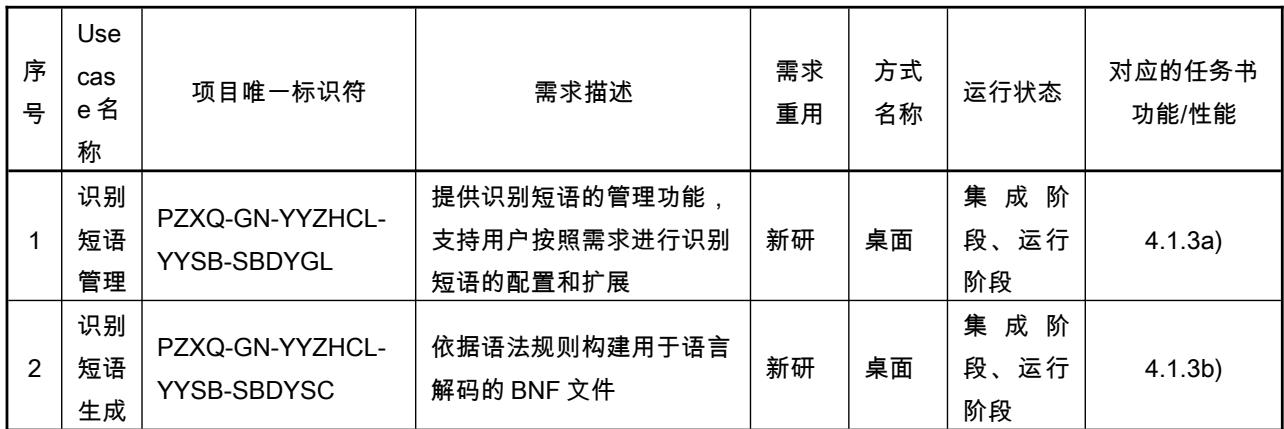 序号 Use case名称 项目唯一标识符 需求描述 需求重用 方式名称 运行状态 对应的任务书功能/性能
1 识别短语管理 PZXQ-GN-YYZHCL-YYSB-SBDYGL 提供识别短语的管理功能，支持用户按照需求进行识别短语的配置和扩展 新研 桌面 集成阶段、运行阶段 4.1.3a)
2 识别短语生成 PZXQ-GN-YYZHCL-YYSB-SBDYSC 依据语法规则构建用于语言解码的 BNF 文件 新研 桌面 集成阶段、运行阶段 4.1.3b)